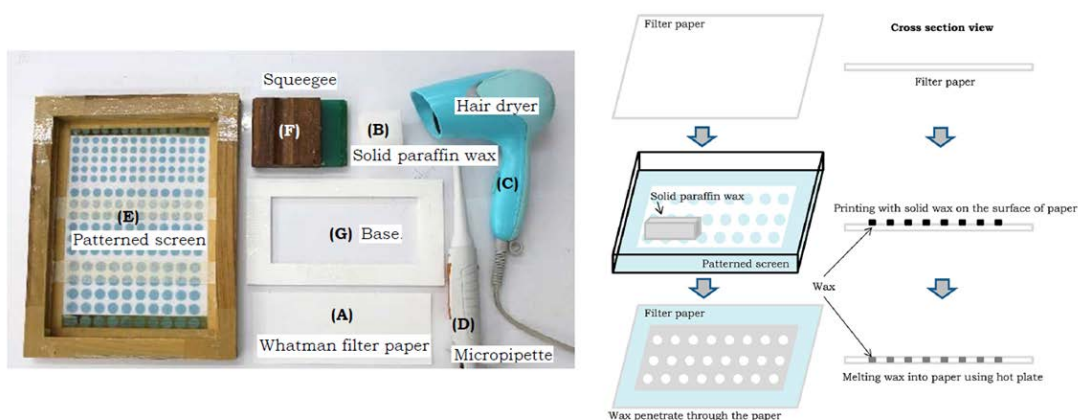 Squeegee
(F)
(B)
Solid paraffin wax
Hair dryer
(C)
(E)
Patterned screen
(G) Base.
(A)
Whatman filter paper
(D)
Micropipette
Filter paper
Solid paraffin wax
Patterned screen
Filter paper
Wax penetrate through the paper
Cross section view
Filter paper
Printing with solid wax on the surface of paper
Wax
Melting wax into paper using hot plate